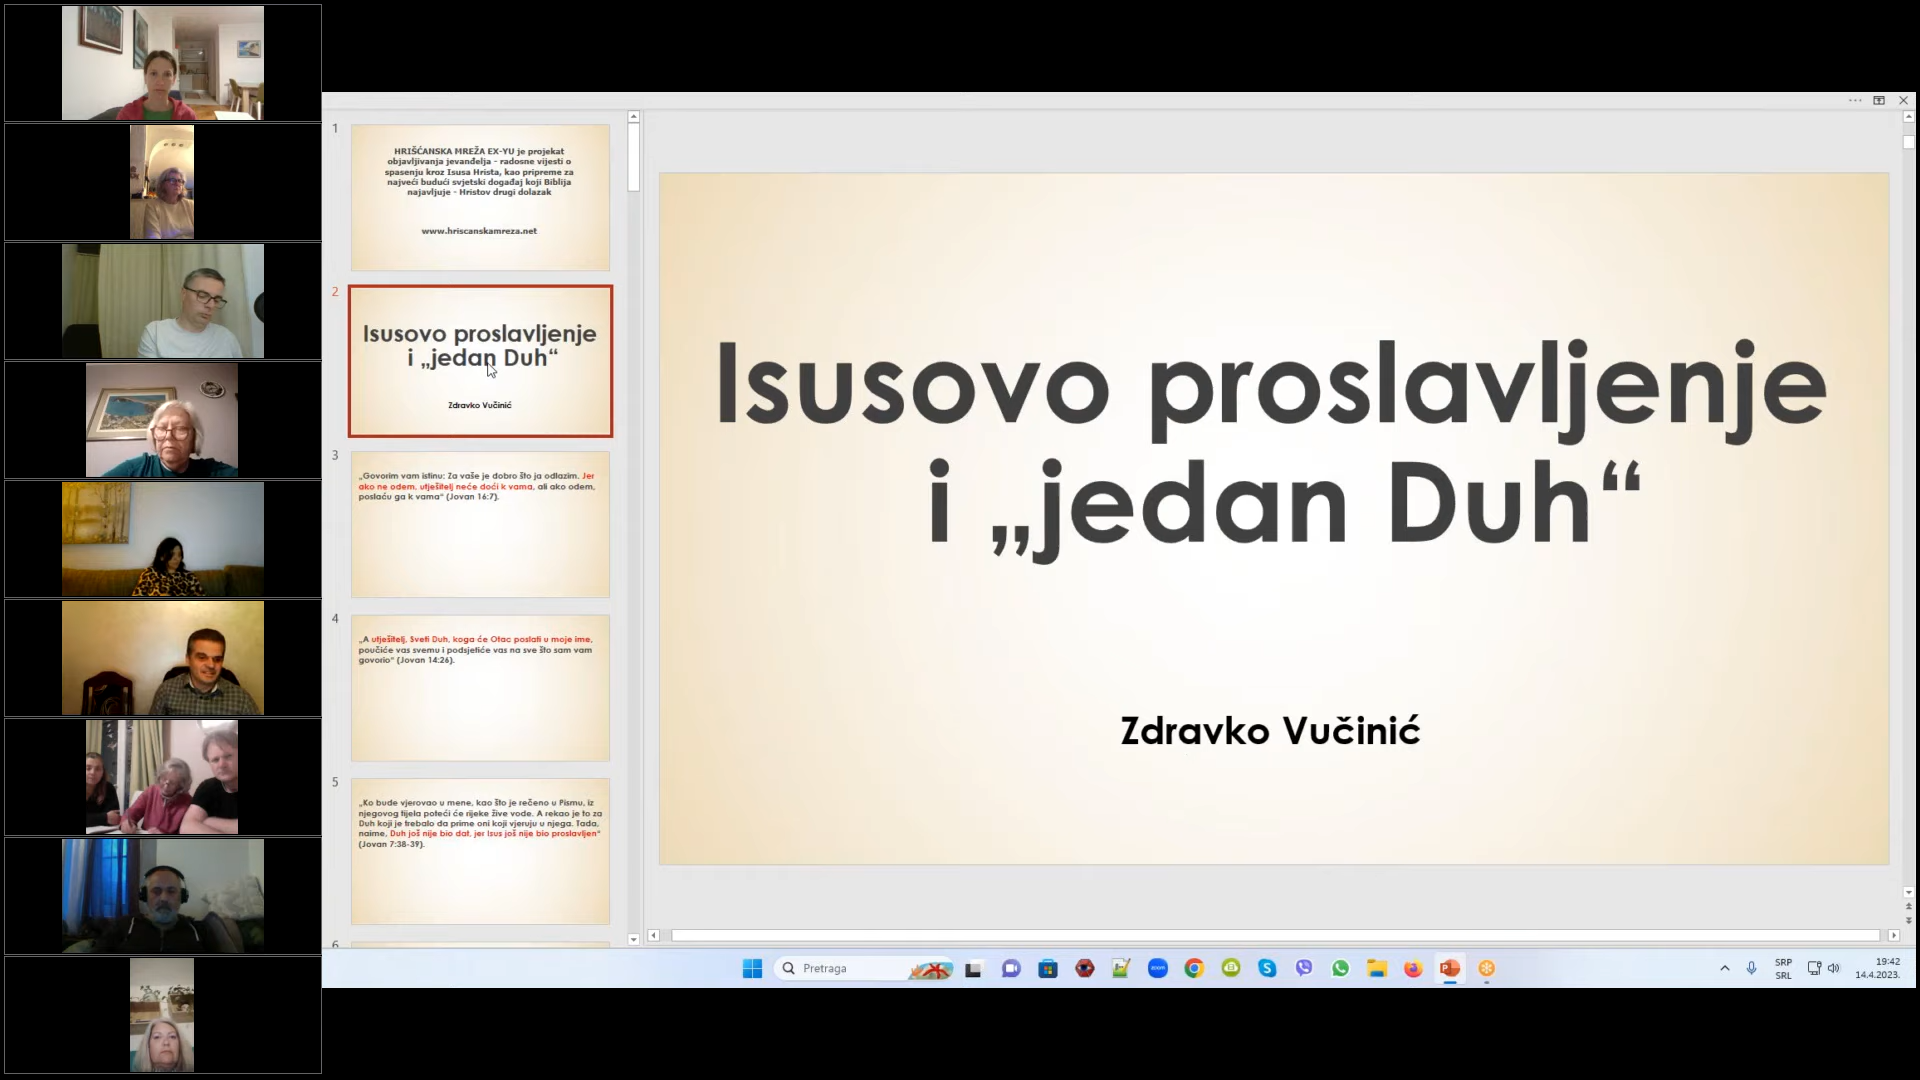 1
HRIŠĆANSKA MREŽA EX-YU je projekat
objavljivanja jevanđelja - radosne vijesti o
spasenju kroz Isusa Hrista, kao pripreme za
najveći budući svjetski događaj koji Biblija
najavljuje - Hristov drugi dolazak
www.hriscanskamreza.net
2
Isusovo proslavljenje
i „jedan Duh“
Zdravko Vučinić
3
„Govorim vam istinu: Za vaše je dobro što ja odlazim. Jer
ako ne odem, utješitelj neće doći k vama, ali ako odem,
poslaću ga k vama“ (Jovan 16:7).
4
„A utješitelj, Sveti Duh, koga će Otac poslati u moje ime,
poučiće vas svemu i podsjetiće vas na sve što sam vam
govorio“ (Jovan 14:26).
5
„Ko bude vjerovao u mene, kao što je rečeno u Pismu, iz
njegovog tijela poteći će rijeke žive vode. A rekao je to za
Duh koji je trebalo da prime oni koji vjeruju u njega. Tada,
naime, Duh još nije bio dat, jer Isus još nije bio proslavljen“
(Jovan 7:38-39).
6
Isusovo proslavljenje
i „jedan Duh“
Zdravko Vučinić
Pretraga
zoom
SRP
SRL
19:42
14.4.2023.